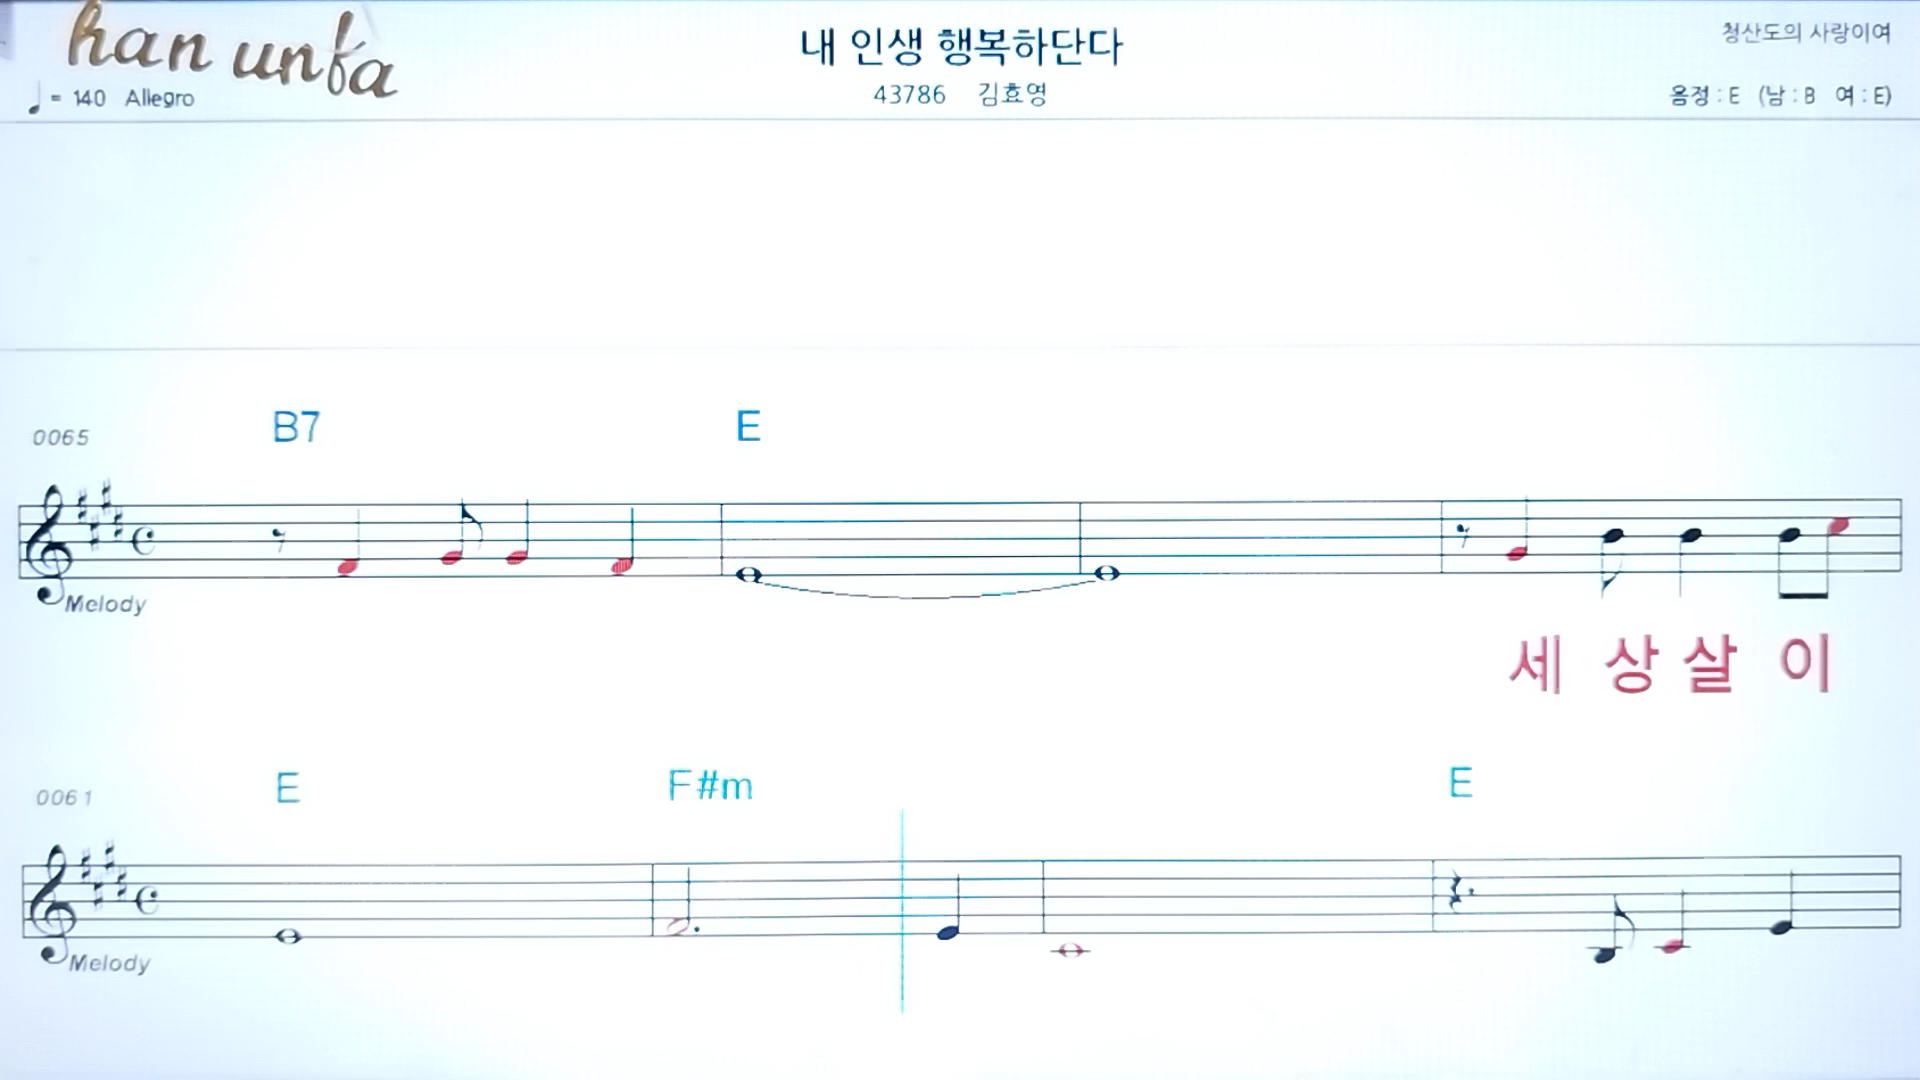 han unfa
내 인생 행복하단다
청산도의 사랑이여
♩= 140 Allegro
43786 김효영
음정 : E (남 : B 여 : E)
0065
B7 E
Melody
세 상 살 이
0061
E F#m E
Melody